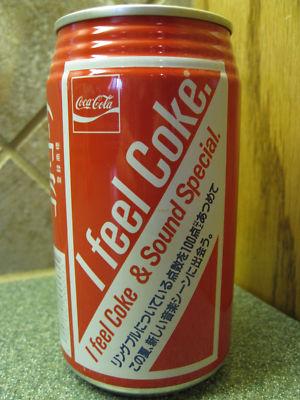 Coca-Cola
I feel Coke.
I feel Coke & Sound Special.
リングプルについている点数を100点あつめて
この夏、新しい音楽シーンに出会う。